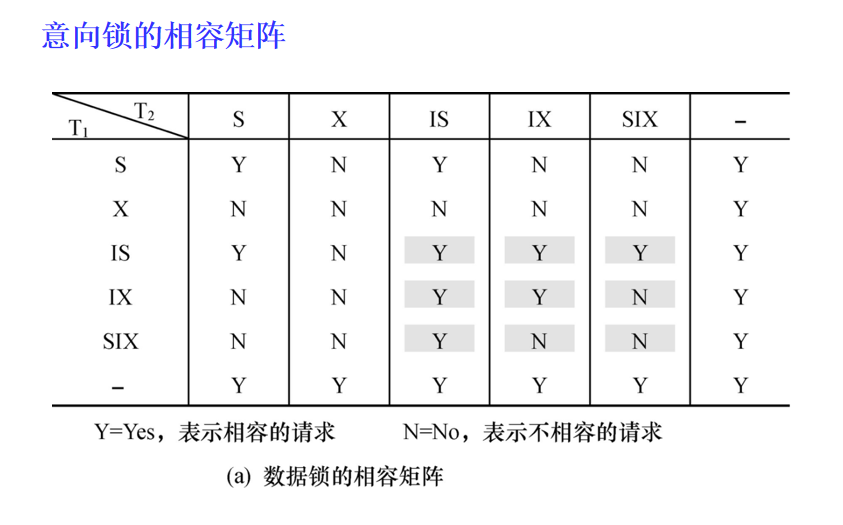 意向锁的相容矩阵
T₁ T₂ S X IS IX SIX –
S Y N Y N N Y
X N N N N N Y
IS Y N Y Y Y Y
IX N N Y Y N Y
SIX N N Y N N Y
– Y Y Y Y Y Y
Y=Yes，表示相容的请求 N=No，表示不相容的请求
(a) 数据锁的相容矩阵